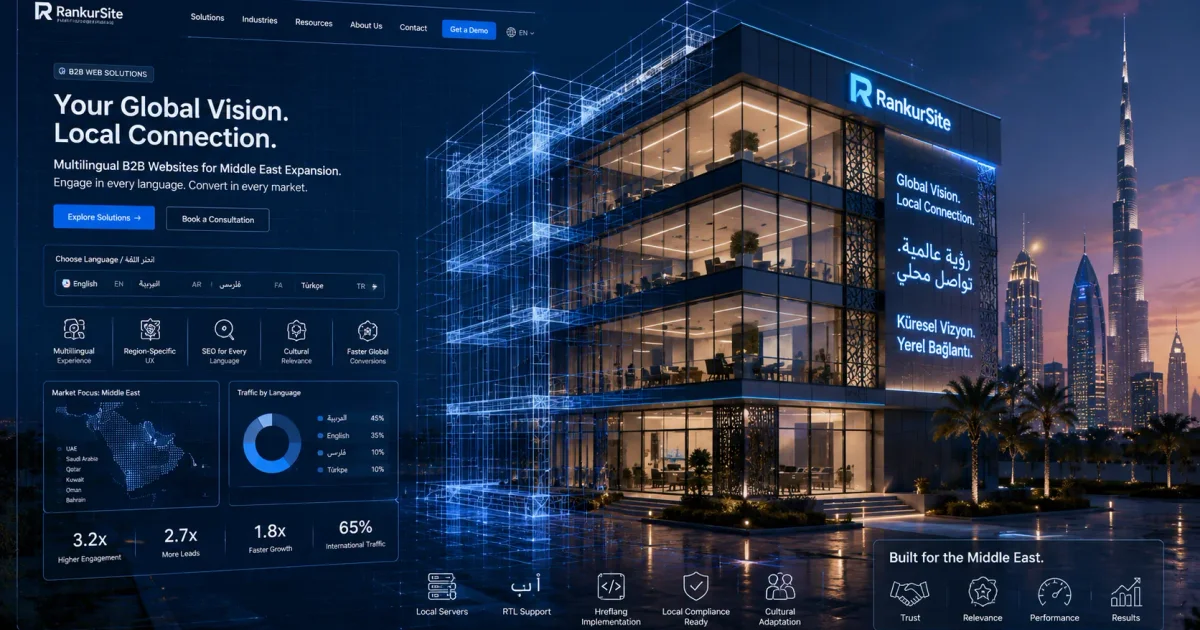 RankurSite
Solutions
Industries
Resources
About Us
Contact
Get a Demo
EN
B2B WEB SOLUTIONS
Your Global Vision.
Local Connection.
Multilingual B2B Websites for Middle East Expansion.
Engage in every language. Convert in every market.
Explore Solutions →
Book a Consultation
Choose Language /
English
EN
AR
FA
Türkçe
TR
Multilingual
Experience
Region-Specific
UX
SEO for Every
Language
Cultural
Relevance
Faster Global
Conversions
Market Focus: Middle East
UAE
Saudi Arabia
Qatar
Kuwait
Oman
Bahrain
Traffic by Language
45%
English 35%
10%
Türkçe 10%
3.2x
Higher Engagement
2.7x
More Leads
1.8x
Faster Growth
65%
International Traffic
RankurSite
Global Vision.
Local Connection.
رؤية عالمية.
تواصل محلي
Küresel Vizyon.
Yerel Bağlantı.
Local Servers
أب
RTL Support
</>
Hreflang
Implementation
Local Compliance
Ready
Cultural
Adaptation
Built for the Middle East.
Trust
Relevance
Performance
Results